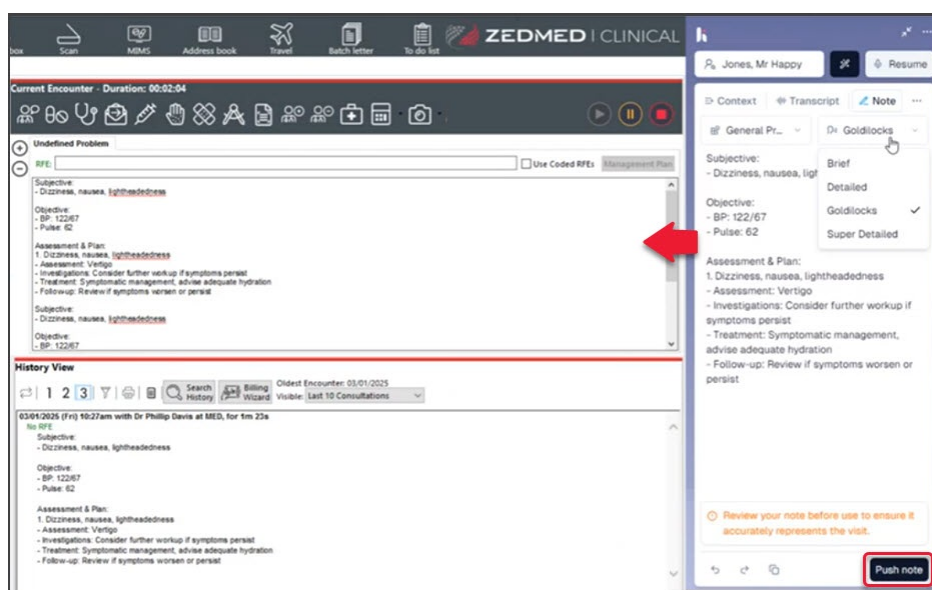 box
Scan
MIMS
Address book
Travel
Batch letter
To do list
ZEDMED | CLINICAL
Current Encounter - Duration: 00:02:04
Undefined Problem
RFE:
Use Coded RFEs
Management Plan
Subjective:
- Dizziness, nausea, lightheadedness
Objective:
- BP: 122/67
- Pulse: 62
Assessment & Plan:
1. Dizziness, nausea, lightheadedness
- Assessment: Vertigo
- Investigations: Consider further workup if symptoms persist
- Treatment: Symptomatic management, advise adequate hydration
- Follow-up: Review if symptoms worsen or persist
Subjective:
- Dizziness, nausea, lightheadedness
Objective:
- BP: 122/67
History View
1 2 3
Search History
Billing Wizard
Oldest Encounter: 03/01/2025
Visible: Last 10 Consultations
03/01/2025 (Fri) 10:27am with Dr Phillip Davis at MED, for 1m 23s
No RFE
Subjective:
- Dizziness, nausea, lightheadedness
Objective:
- BP: 122/67
- Pulse: 62
Assessment & Plan:
1. Dizziness, nausea, lightheadedness
- Assessment: Vertigo
- Investigations: Consider further workup if symptoms persist
- Treatment: Symptomatic management, advise adequate hydration
- Follow-up: Review if symptoms worsen or persist
Jones, Mr Happy
Resume
Context
Transcript
Note
General Pr...
Goldilocks
Brief
Detailed
Goldilocks
Super Detailed
Subjective:
- Dizziness, nausea, ligh
Objective:
- BP: 122/67
- Pulse: 62
Assessment & Plan:
1. Dizziness, nausea, lightheadedness
- Assessment: Vertigo
- Investigations: Consider further workup if
symptoms persist
- Treatment: Symptomatic management,
advise adequate hydration
- Follow-up: Review if symptoms worsen or
persist
Review your note before use to ensure it
accurately represents the visit.
Push note